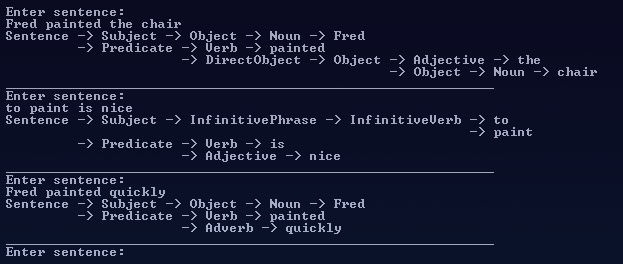 Enter sentence:
Fred painted the chair
Sentence -> Subject -> Object -> Noun -> Fred
-> Predicate -> Verb -> painted
-> DirectObject -> Object -> Adjective -> the
-> Object -> Noun -> chair
Enter sentence:
to paint is nice
Sentence -> Subject -> InfinitivePhrase -> InfinitiveVerb -> to
-> paint
-> Predicate -> Verb -> is
-> Adjective -> nice
Enter sentence:
Fred painted quickly
Sentence -> Subject -> Object -> Noun -> Fred
-> Predicate -> Verb -> painted
-> Adverb -> quickly
Enter sentence: